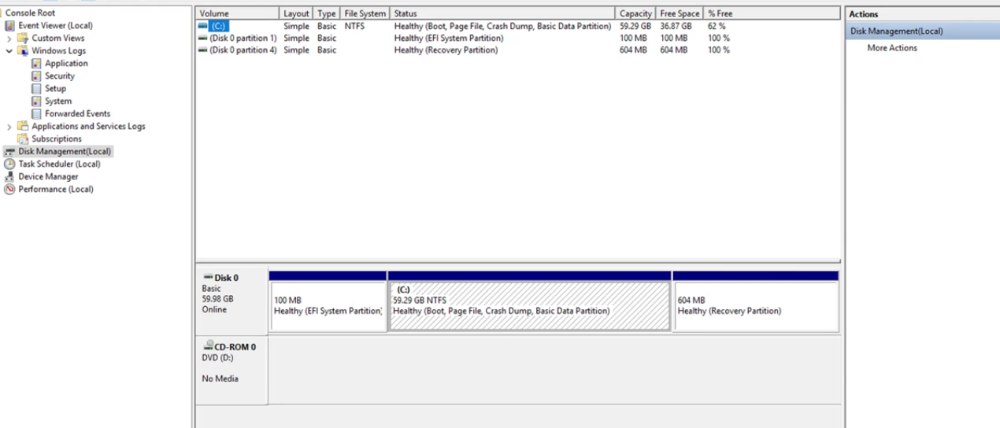 Console Root
Event Viewer (Local)
Custom Views
Windows Logs
Application
Security
Setup
System
Forwarded Events
Applications and Services Logs
Subscriptions
Disk Management(Local)
Task Scheduler (Local)
Device Manager
Performance (Local)
Volume Layout Type File System Status Capacity Free Space % Free
(C:) Simple Basic NTFS Healthy (Boot, Page File, Crash Dump, Basic Data Partition) 59.29 GB 36.87 GB 62 %
(Disk 0 partition 1) Simple Basic Healthy (EFI System Partition) 100 MB 100 MB 100 %
(Disk 0 partition 4) Simple Basic Healthy (Recovery Partition) 604 MB 604 MB 100 %
Disk 0
Basic
59.98 GB
Online
100 MB
Healthy (EFI System Partition)
(C:)
59.29 GB NTFS
Healthy (Boot, Page File, Crash Dump, Basic Data Partition)
604 MB
Healthy (Recovery Partition)
CD-ROM 0
DVD (D:)
No Media
Actions
Disk Management(Local)
More Actions